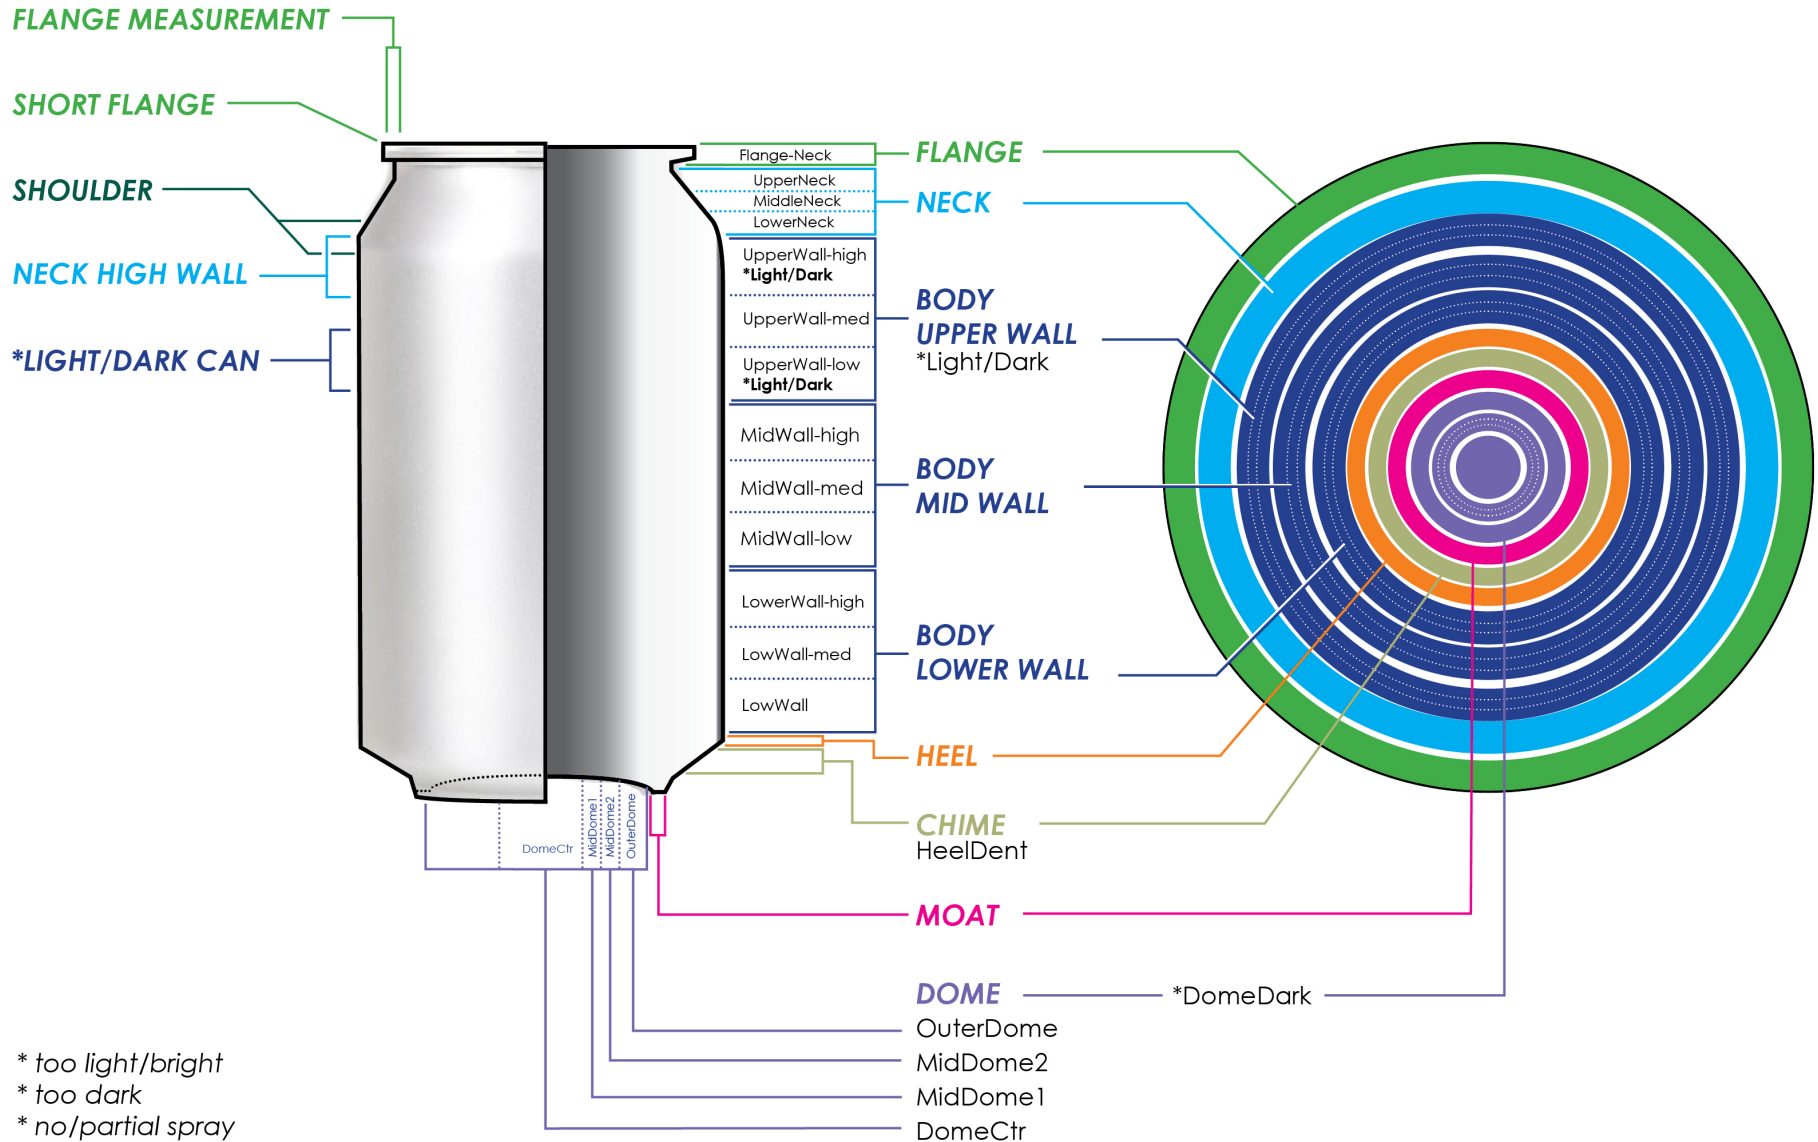 FLANGE MEASUREMENT
SHORT FLANGE
SHOULDER
NECK HIGH WALL
*LIGHT/DARK CAN
Flange-Neck
UpperNeck
MiddleNeck
LowerNeck
UpperWall-high
*Light/Dark
UpperWall-med
UpperWall-low
*Light/Dark
MidWall-high
MidWall-med
MidWall-low
LowerWall-high
LowWall-med
LowWall
DomeCtr
MidDome1
MidDome2
OuterDome
FLANGE
NECK
BODY
UPPER WALL
*Light/Dark
BODY
MID WALL
BODY
LOWER WALL
HEEL
CHIME
HeelDent
MOAT
DOME
*DomeDark
OuterDome
MidDome2
MidDome1
DomeCtr
* too light/bright
* too dark
* no/partial spray